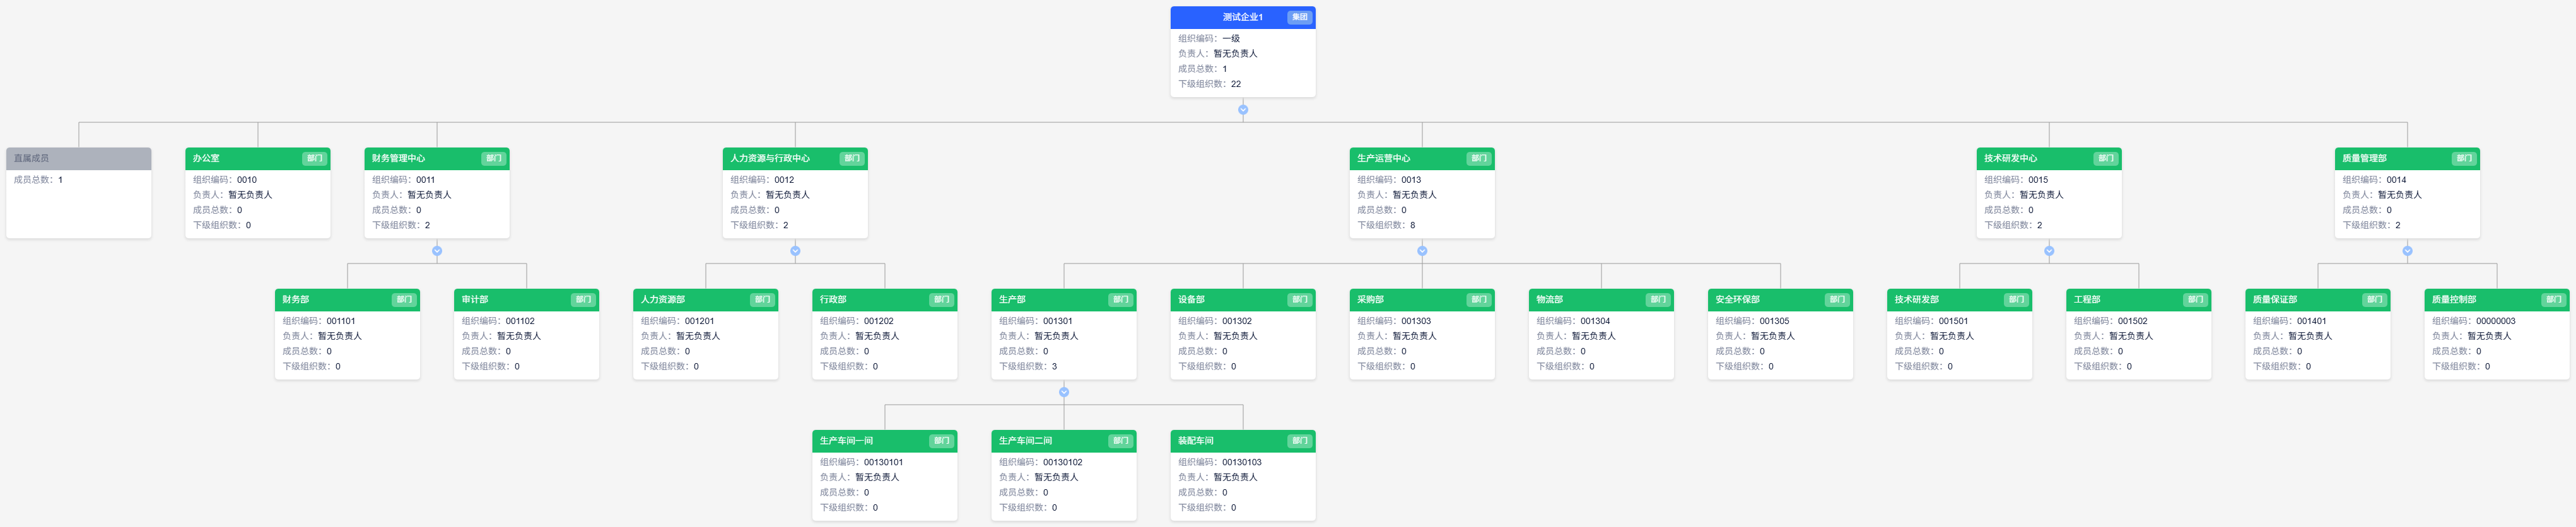 测试企业1 集团
组织编码：一级
负责人：暂无负责人
成员总数：1
下级组织数：22
直属成员
成员总数：1
办公室 部门
组织编码：0010
负责人：暂无负责人
成员总数：0
下级组织数：0
财务管理中心 部门
组织编码：0011
负责人：暂无负责人
成员总数：0
下级组织数：2
人力资源与行政中心 部门
组织编码：0012
负责人：暂无负责人
成员总数：0
下级组织数：2
生产运营中心 部门
组织编码：0013
负责人：暂无负责人
成员总数：0
下级组织数：8
技术研发中心 部门
组织编码：0015
负责人：暂无负责人
成员总数：0
下级组织数：2
质量管理部 部门
组织编码：0014
负责人：暂无负责人
成员总数：0
下级组织数：2
财务部 部门
组织编码：001101
负责人：暂无负责人
成员总数：0
下级组织数：0
审计部 部门
组织编码：001102
负责人：暂无负责人
成员总数：0
下级组织数：0
人力资源部 部门
组织编码：001201
负责人：暂无负责人
成员总数：0
下级组织数：0
行政部 部门
组织编码：001202
负责人：暂无负责人
成员总数：0
下级组织数：0
生产部 部门
组织编码：001301
负责人：暂无负责人
成员总数：0
下级组织数：3
设备部 部门
组织编码：001302
负责人：暂无负责人
成员总数：0
下级组织数：0
采购部 部门
组织编码：001303
负责人：暂无负责人
成员总数：0
下级组织数：0
物流部 部门
组织编码：001304
负责人：暂无负责人
成员总数：0
下级组织数：0
安全环保部 部门
组织编码：001305
负责人：暂无负责人
成员总数：0
下级组织数：0
技术研发部 部门
组织编码：001501
负责人：暂无负责人
成员总数：0
下级组织数：0
工程部 部门
组织编码：001502
负责人：暂无负责人
成员总数：0
下级组织数：0
质量保证部 部门
组织编码：001401
负责人：暂无负责人
成员总数：0
下级组织数：0
质量控制部 部门
组织编码：00000003
负责人：暂无负责人
成员总数：0
下级组织数：0
生产车间一间 部门
组织编码：00130101
负责人：暂无负责人
成员总数：0
下级组织数：0
生产车间二间 部门
组织编码：00130102
负责人：暂无负责人
成员总数：0
下级组织数：0
装配车间 部门
组织编码：00130103
负责人：暂无负责人
成员总数：0
下级组织数：0